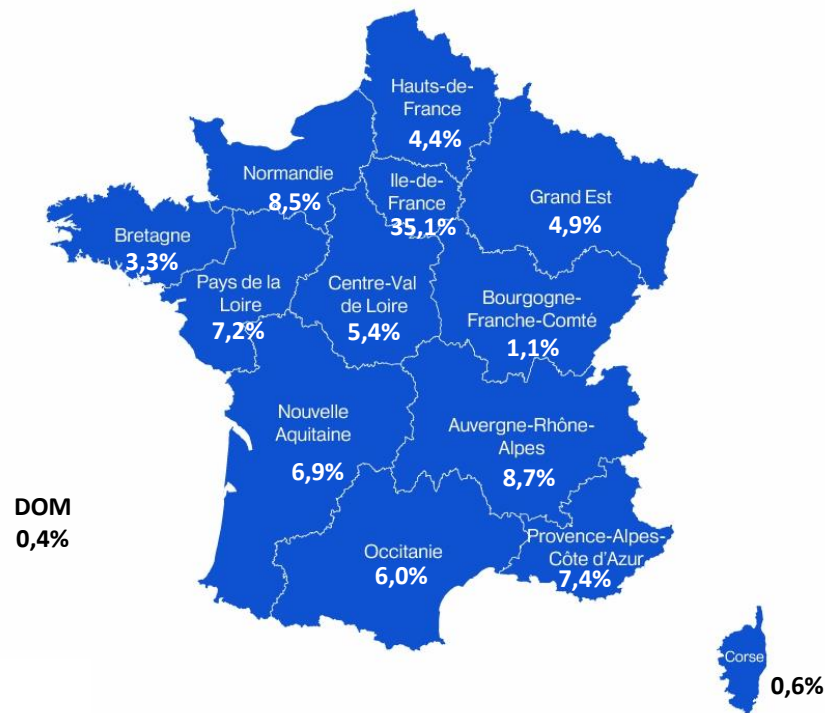 Hauts-de-
France
4,4%
Normandie
8,5%
Ile-de-
France
35,1%
Grand Est
4,9%
Bretagne
3,3%
Pays de la
Loire
7,2%
Centre-Val
de Loire
5,4%
Bourgogne-
Franche-Comté
1,1%
Nouvelle
Aquitaine
6,9%
Auvergne-Rhône-
Alpes
8,7%
DOM
0,4%
Occitanie
6,0%
Provence-Alpes-
Côte d'Azur
7,4%
Corse
0,6%